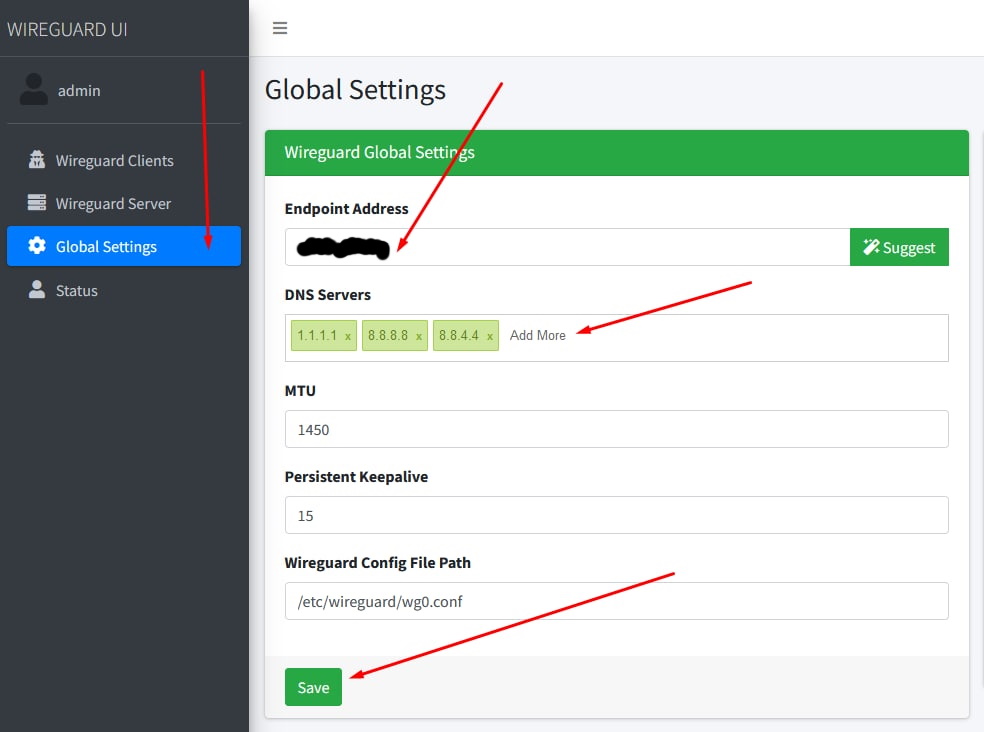 WIREGUARD UI
admin
Wireguard Clients
Wireguard Server
Global Settings
Status
Global Settings
Wireguard Global Settings
Endpoint Address
Suggest
DNS Servers
1.1.1.1 x 8.8.8.8 x 8.8.4.4 x Add More
MTU
1450
Persistent Keepalive
15
Wireguard Config File Path
/etc/wireguard/wg0.conf
Save